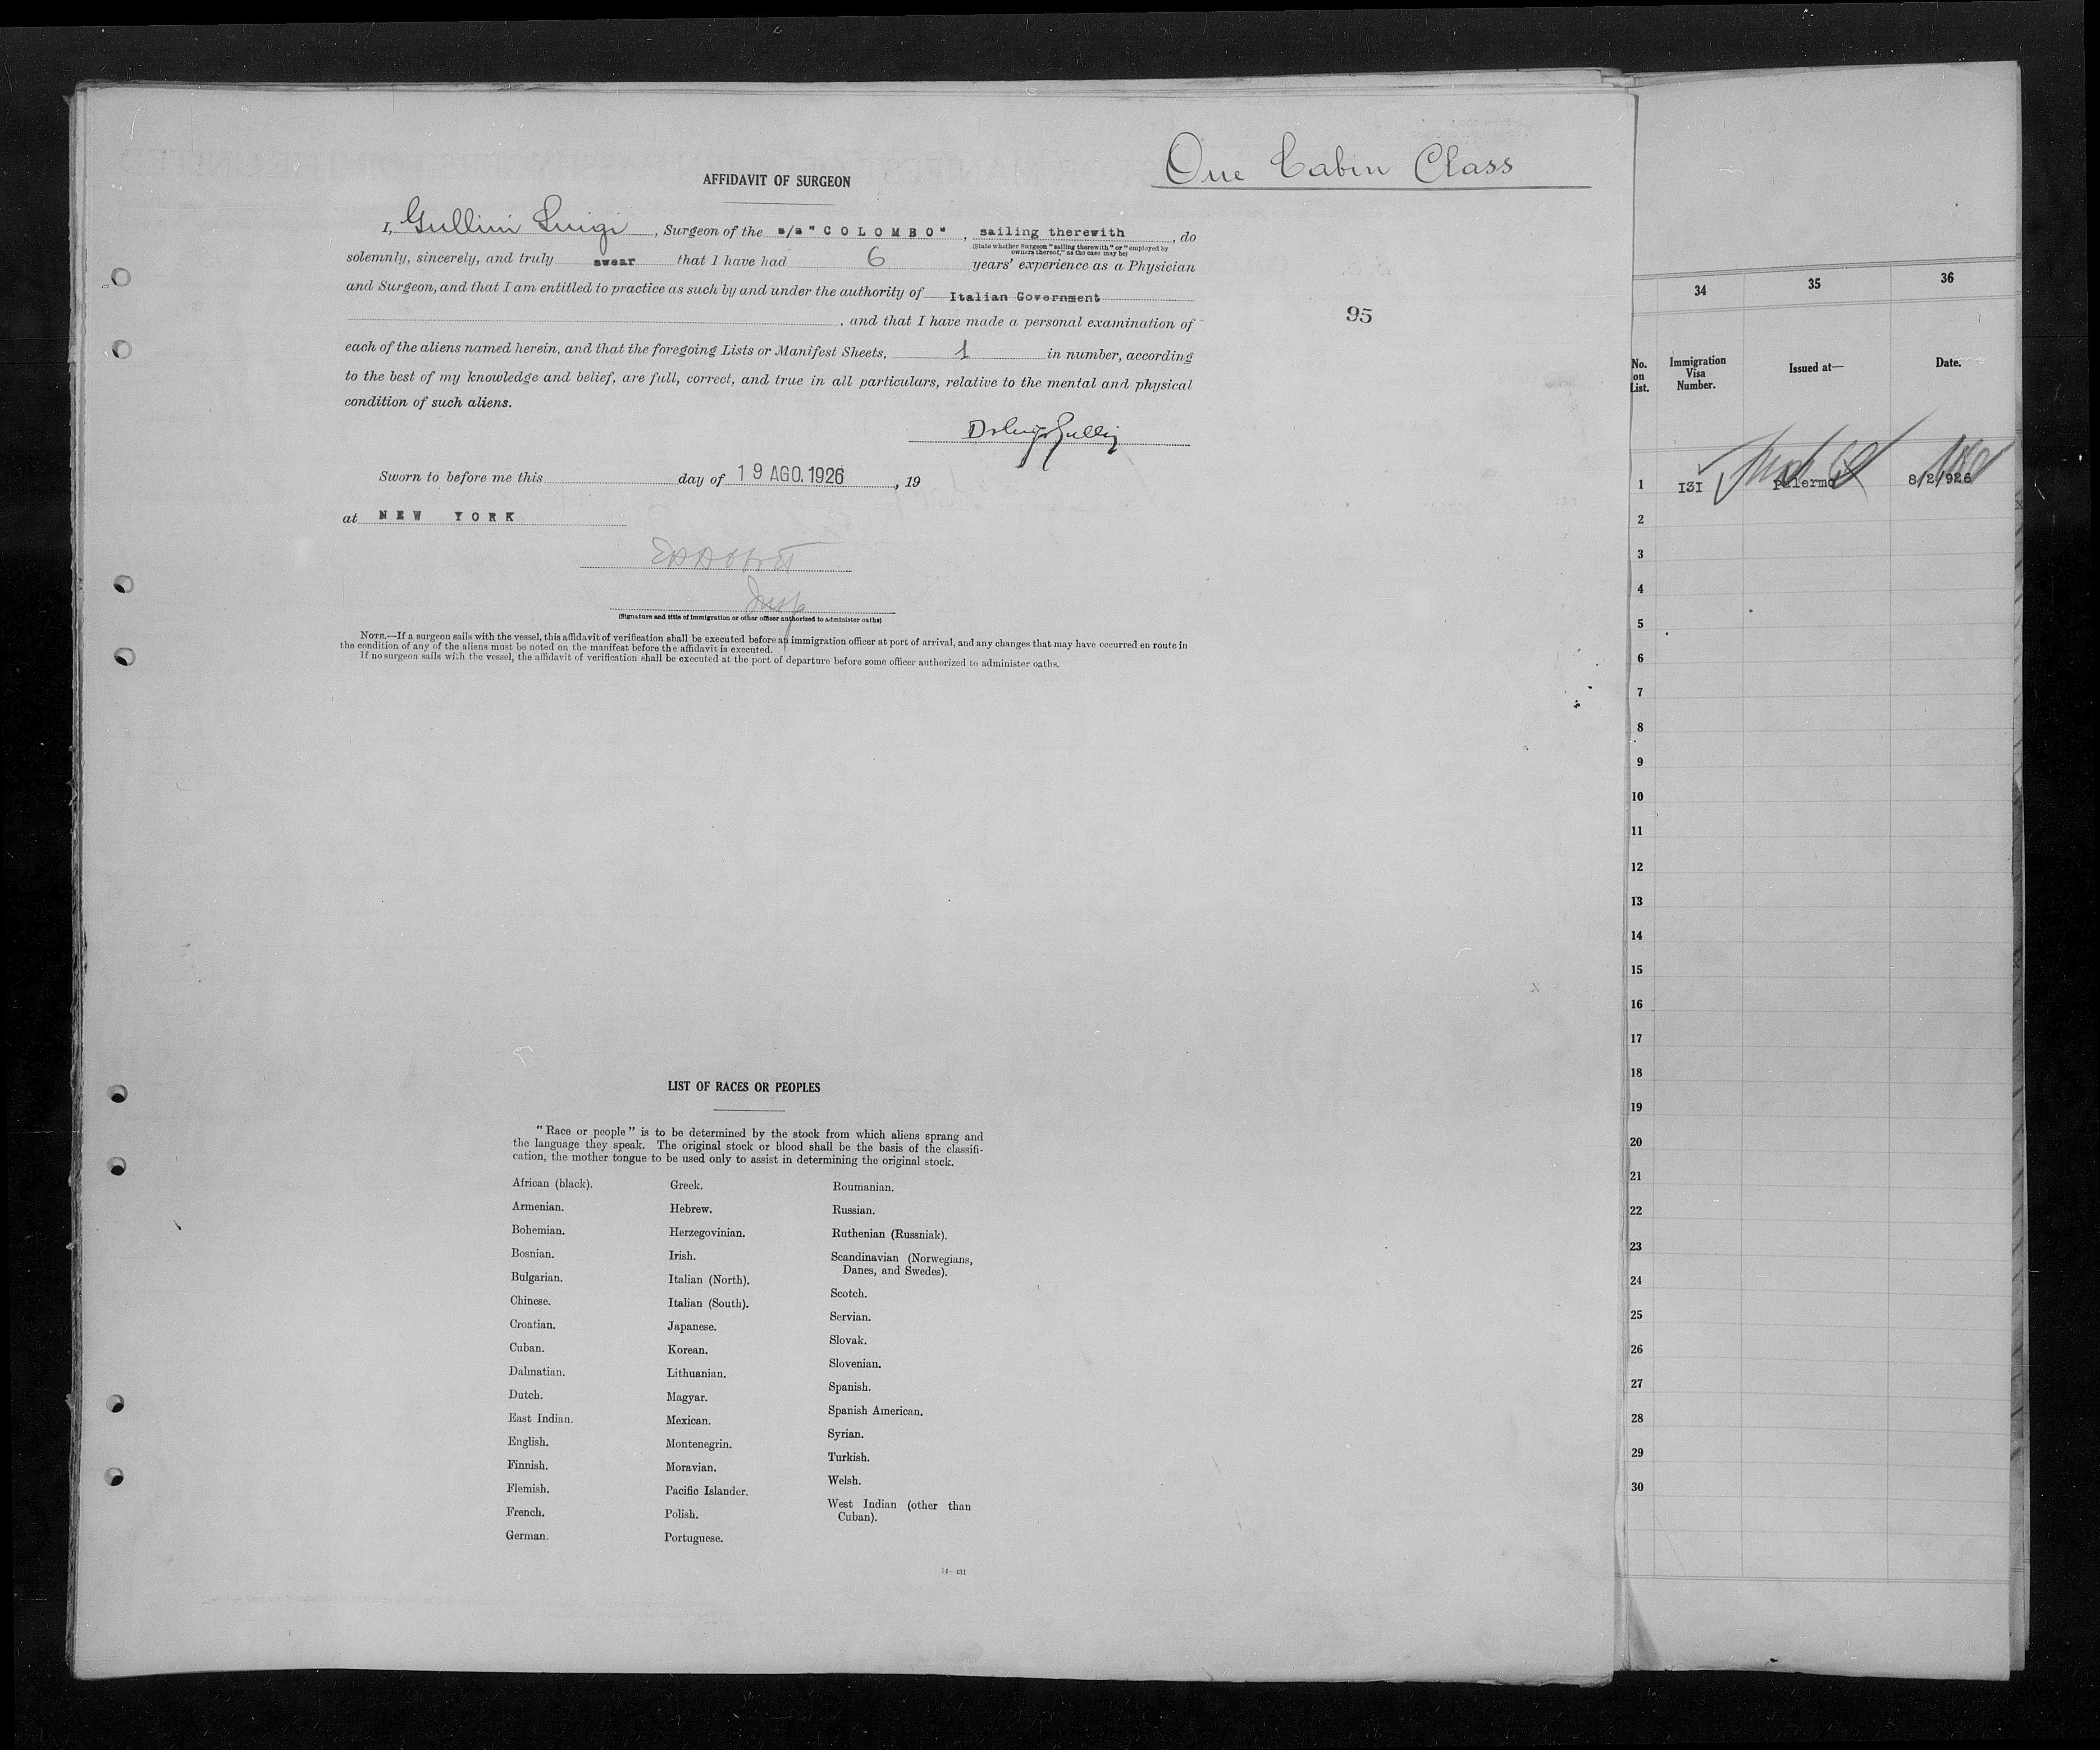 One Cabin Class
AFFIDAVIT OF SURGEON
I, Gullini Luigi, Surgeon of the s/s "COLOMBO", sailing therewith, do
(State whether Surgeon "sailing therewith" or "employed by
owners thereof," as the case may be)
solemnly, sincerely, and truly swear that I have had 6 years' experience as a Physician
and Surgeon, and that I am entitled to practice as such by and under the authority of Italian Government
, and that I have made a personal examination of
95
each of the aliens named herein, and that the foregoing Lists or Manifest Sheets, 1 in number, according
to the best of my knowledge and belief, are full, correct, and true in all particulars, relative to the mental and physical
condition of such aliens.
Sworn to before me this day of 19 AGO. 1926, 19
at NEW YORK
Insp
(Signature and title of immigration or other officer authorized to administer oaths)
NOTE.—If a surgeon sails with the vessel, this affidavit of verification shall be executed before an immigration officer at port of arrival, and any changes that may have occurred en route in
the condition of any of the aliens must be noted on the manifest before the affidavit is executed.
If no surgeon sails with the vessel, the affidavit of verification shall be executed at the port of departure before some officer authorized to administer oaths.
LIST OF RACES OR PEOPLES
"Race or people" is to be determined by the stock from which aliens sprang and
the language they speak. The original stock or blood shall be the basis of the classifi-
cation, the mother tongue to be used only to assist in determining the original stock.
African (black).
Armenian.
Bohemian.
Bosnian.
Bulgarian.
Chinese.
Croatian.
Cuban.
Dalmatian.
Dutch.
East Indian.
English.
Finnish.
Flemish.
French.
German.
Greek.
Hebrew.
Herzegovinian.
Irish.
Italian (North).
Italian (South).
Japanese.
Korean.
Lithuanian.
Magyar.
Mexican.
Montenegrin.
Moravian.
Pacific Islander.
Polish.
Portuguese.
Roumanian.
Russian.
Ruthenian (Russniak).
Scandinavian (Norwegians,
Danes, and Swedes).
Scotch.
Servian.
Slovak.
Slovenian.
Spanish.
Spanish American.
Syrian.
Turkish.
Welsh.
West Indian (other than
Cuban).
14—431
34 35 36
No. on List. Immigration Visa Number. Issued at— Date.
1 131 palermo 8/2/926
2
3
4
5
6
7
8
9
10
11
12
13
14
15
16
17
18
19
20
21
22
23
24
25
26
27
28
29
30